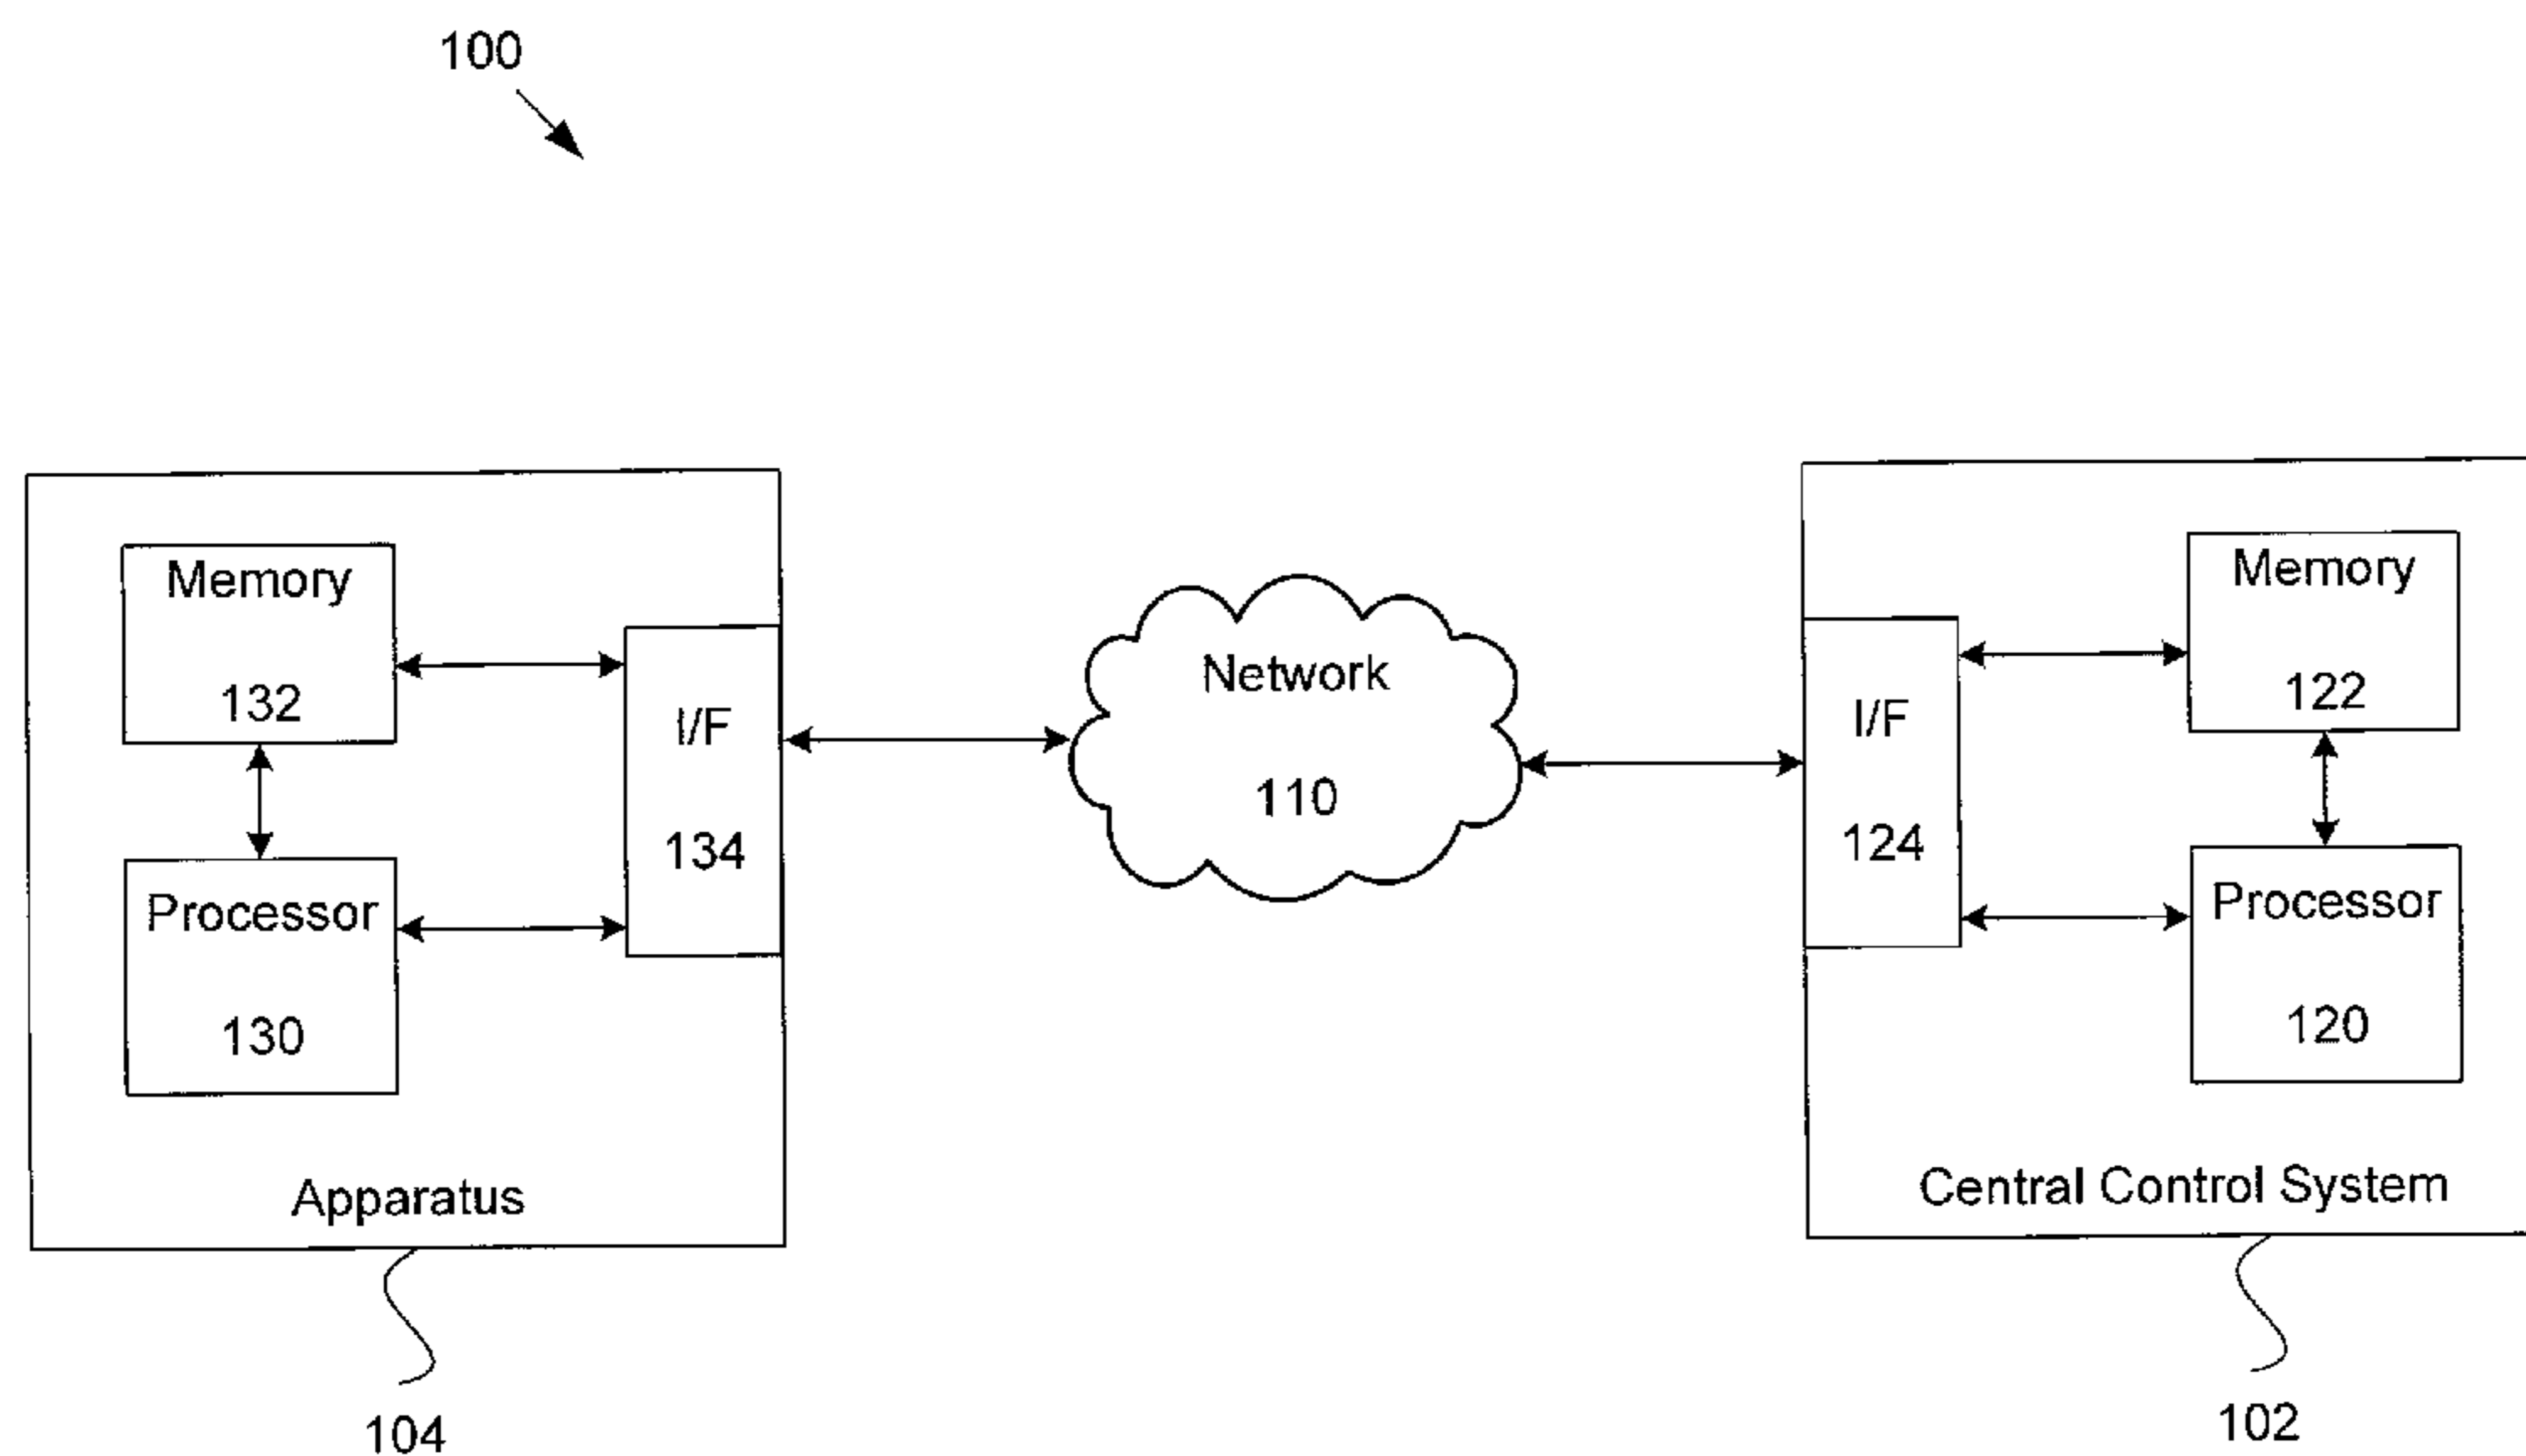 100
Memory
132
I/F
134
Processor
130
Apparatus
104
Network
110
Memory
122
I/F
124
Processor
120
Central Control System
102